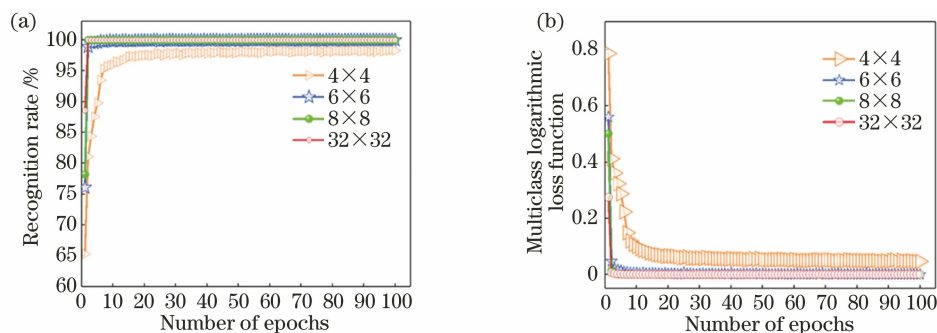 (a)
100
95
90
85
80
75
70
65
60
Recognition rate /%
4×4
6×6
8×8
32×32
0 10 20 30 40 50 60 70 80 90 100
Number of epochs
(b)
0.8
0.6
0.4
0.2
0
Multiclass logarithmic
loss function
4×4
6×6
8×8
32×32
0 10 20 30 40 50 60 70 80 90 100
Number of epochs